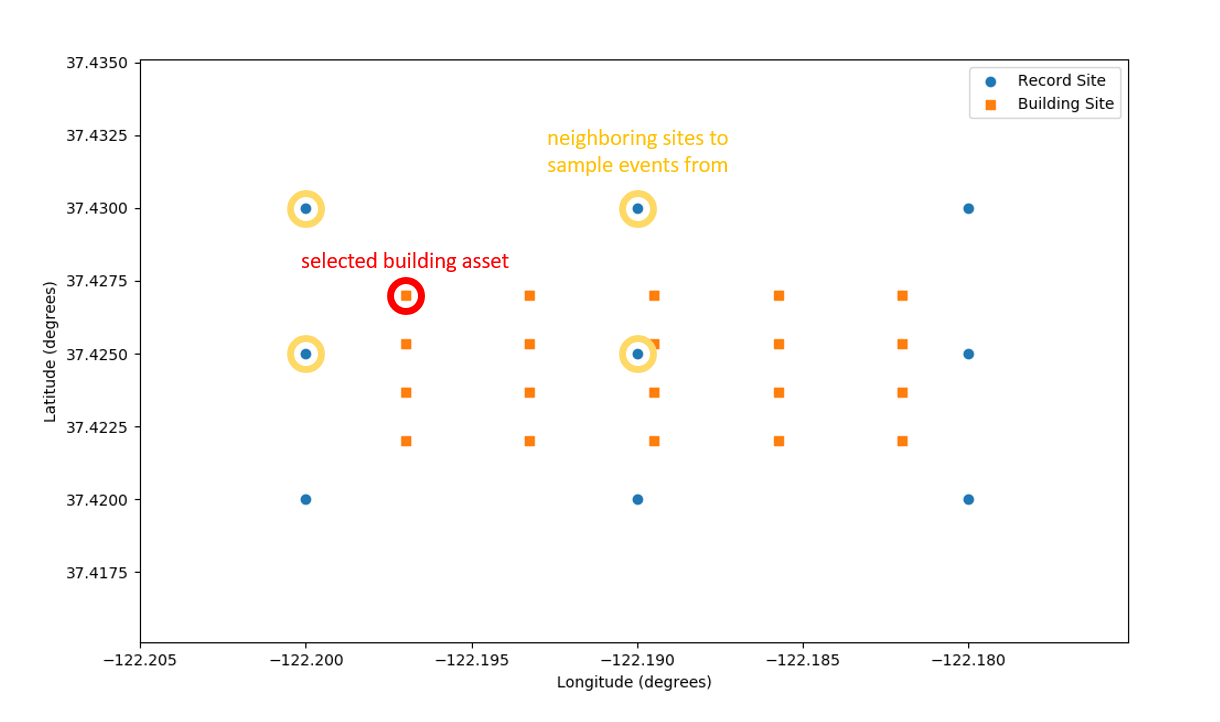 37.4350
Record Site
Building Site
37.4325
neighboring sites to
sample events from
37.4300
selected building asset
37.4275
37.4250
37.4225
37.4200
37.4175
Latitude (degrees)
−122.205
−122.200
−122.195
−122.190
−122.185
−122.180
Longitude (degrees)